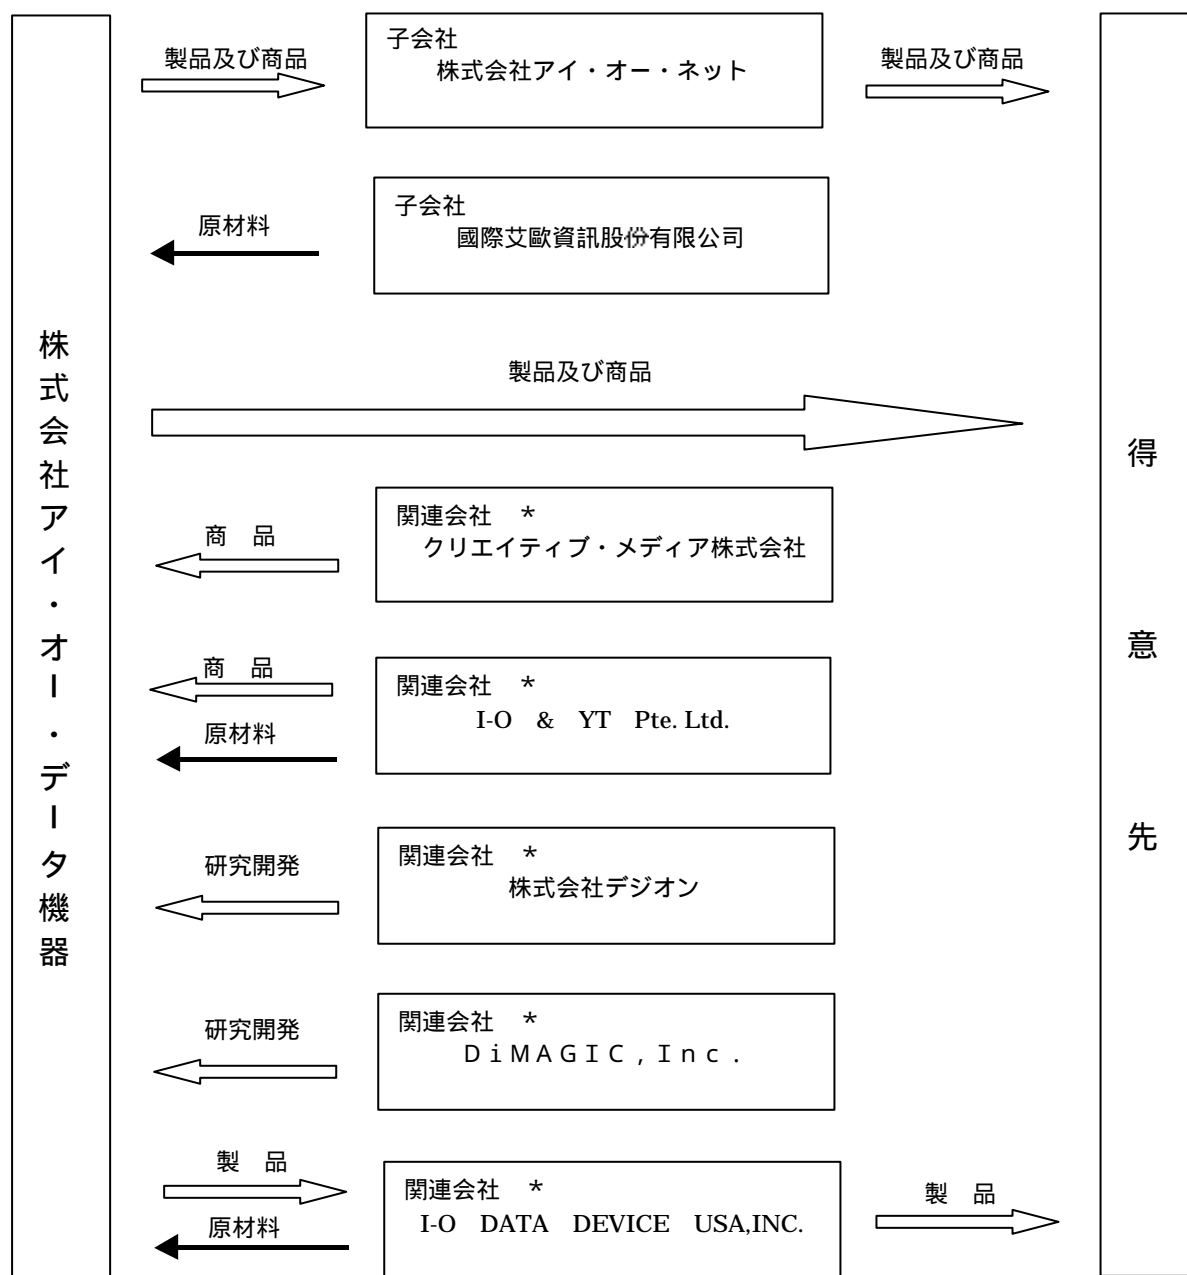 株式会社アイ・オー・データ機器
子会社
株式会社アイ・オー・ネット
製品及び商品
製品及び商品
子会社
國際艾歐資訊股份有限公司
原材料
製品及び商品
関連会社 *
クリエイティブ・メディア株式会社
商 品
関連会社 *
I-O & YT Pte. Ltd.
商 品
原材料
関連会社 *
株式会社デジオン
研究開発
関連会社 *
DiMAGIC,Inc.
研究開発
関連会社 *
I-O DATA DEVICE USA,INC.
製 品
原材料
製 品
得意先